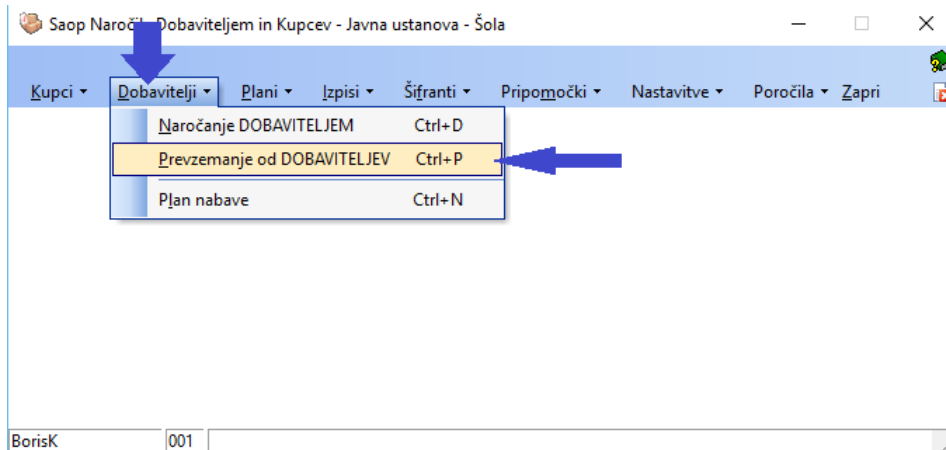 Saop Naročila Dobaviteljem in Kupcev - Javna ustanova - Šola
Kupci Dobavitelji Plani Izpisi Šifranti Pripomočki Nastavitve Poročila Zapri
Naročanje DOBAVITELJEM Ctrl+D
Prevzemanje od DOBAVITELJEV Ctrl+P
Plan nabave Ctrl+N
BorisK 001